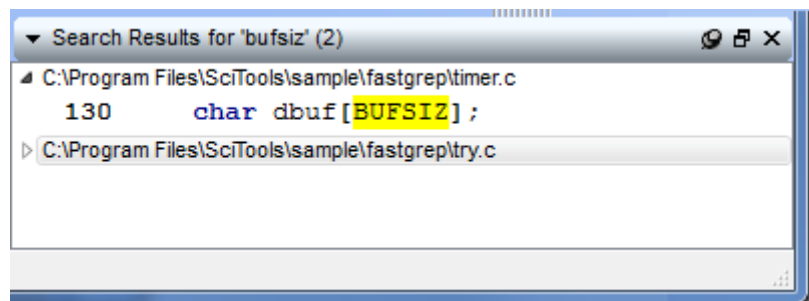 Search Results for 'bufsiz' (2)
C:\Program Files\SciTools\sample\fastgrep\timer.c
130 char dbuf[BUFSIZ];
C:\Program Files\SciTools\sample\fastgrep\try.c